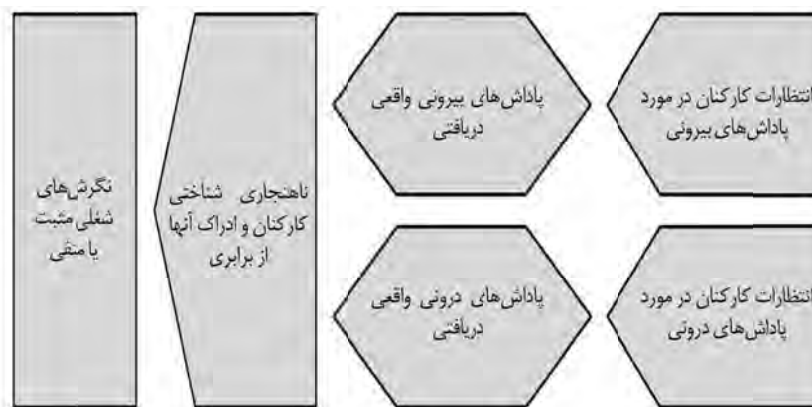 انتظارات کارکنان در مورد
پاداش‌های بیرونی
پاداش‌های بیرونی واقعی
دریافتی
انتظارات کارکنان در مورد
پاداش‌های درونی
پاداش‌های درونی واقعی
دریافتی
ناهنجاری شناختی
کارکنان و ادراک آنها
از برابری
نگرش‌های
شغلی مثبت
یا منفی